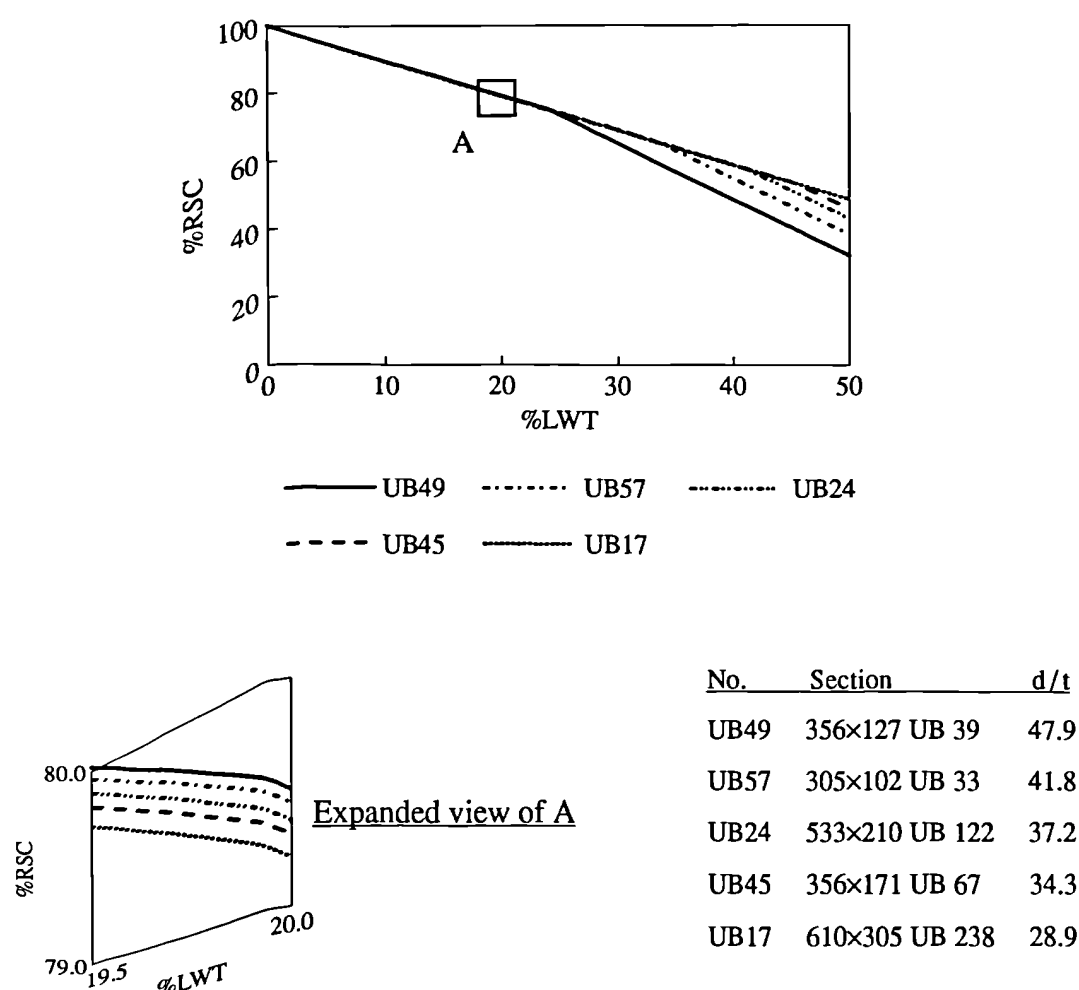 100
80
60
40
20
0
%RSC
A
0 10 20 30 40 50
%LWT
UB49 UB57 UB24
UB45 UB17
80.0
79.0
%RSC
19.5
20.0
%LWT
Expanded view of A
No. Section d/t
UB49 356×127 UB 39 47.9
UB57 305×102 UB 33 41.8
UB24 533×210 UB 122 37.2
UB45 356×171 UB 67 34.3
UB17 610×305 UB 238 28.9